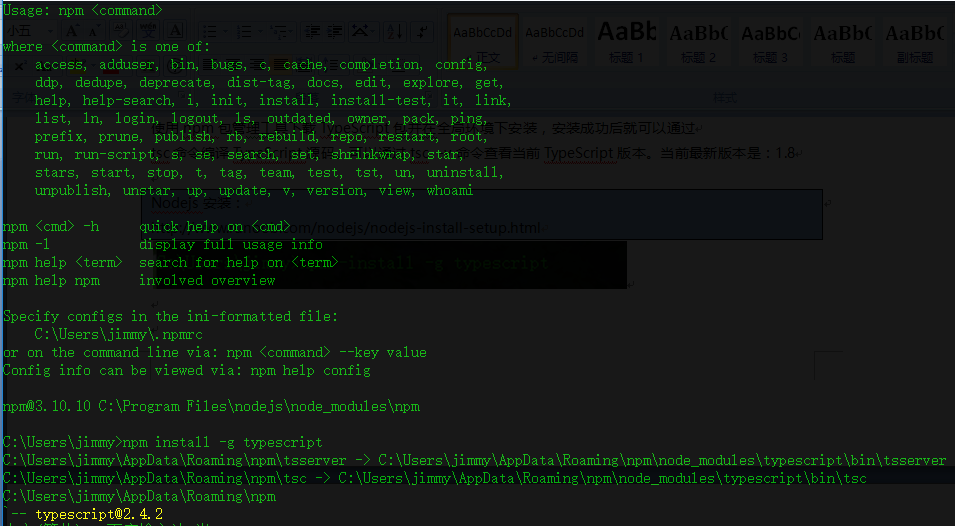 Usage: npm <command>
小五
AaBbCcDd AaBbCcDd AaBb AaBbC AaBbC AaBbC AaBbC
正文 无间隔 标题 1 标题 2 标题 3 标题 副标题
where <command> is one of:
access, adduser, bin, bugs, c, cache, completion, config,
ddp, dedupe, deprecate, dist-tag, docs, edit, explore, get,
样式
help, help-search, i, init, install, install-test, it, link,
list, ln, login, logout, ls, outdated, owner, pack, ping,
安装成功后就可以通过
prefix, prune, publish, rb, rebuild, repo, restart, root,
run, run-script, s, se, search, set, shrinkwrap, star,
命令查看当前 TypeScript 版本。当前最新版本是：1.8
stars, start, stop, t, tag, team, test, tst, un, uninstall,
unpublish, unstar, up, update, v, version, view, whoami
Nodejs 安装：
npm <cmd> -h     quick help on <cmd>
om/nodejs/nodejs-install-setup.html
npm -l           display full usage info
npm help <term>  search for help on <term>
install -g typescript
npm help npm     involved overview
Specify configs in the ini-formatted file:
C:\Users\jimmy\.npmrc
or on the command line via: npm <command> --key value
Config info can be viewed via: npm help config
npm@3.10.10 C:\Program Files\nodejs\node_modules\npm
C:\Users\jimmy>npm install -g typescript
C:\Users\jimmy\AppData\Roaming\npm\tsserver -> C:\Users\jimmy\AppData\Roaming\npm\node_modules\typescript\bin\tsserver
C:\Users\jimmy\AppData\Roaming\npm\tsc -> C:\Users\jimmy\AppData\Roaming\npm\node_modules\typescript\bin\tsc
C:\Users\jimmy\AppData\Roaming\npm
`-- typescript@2.4.2